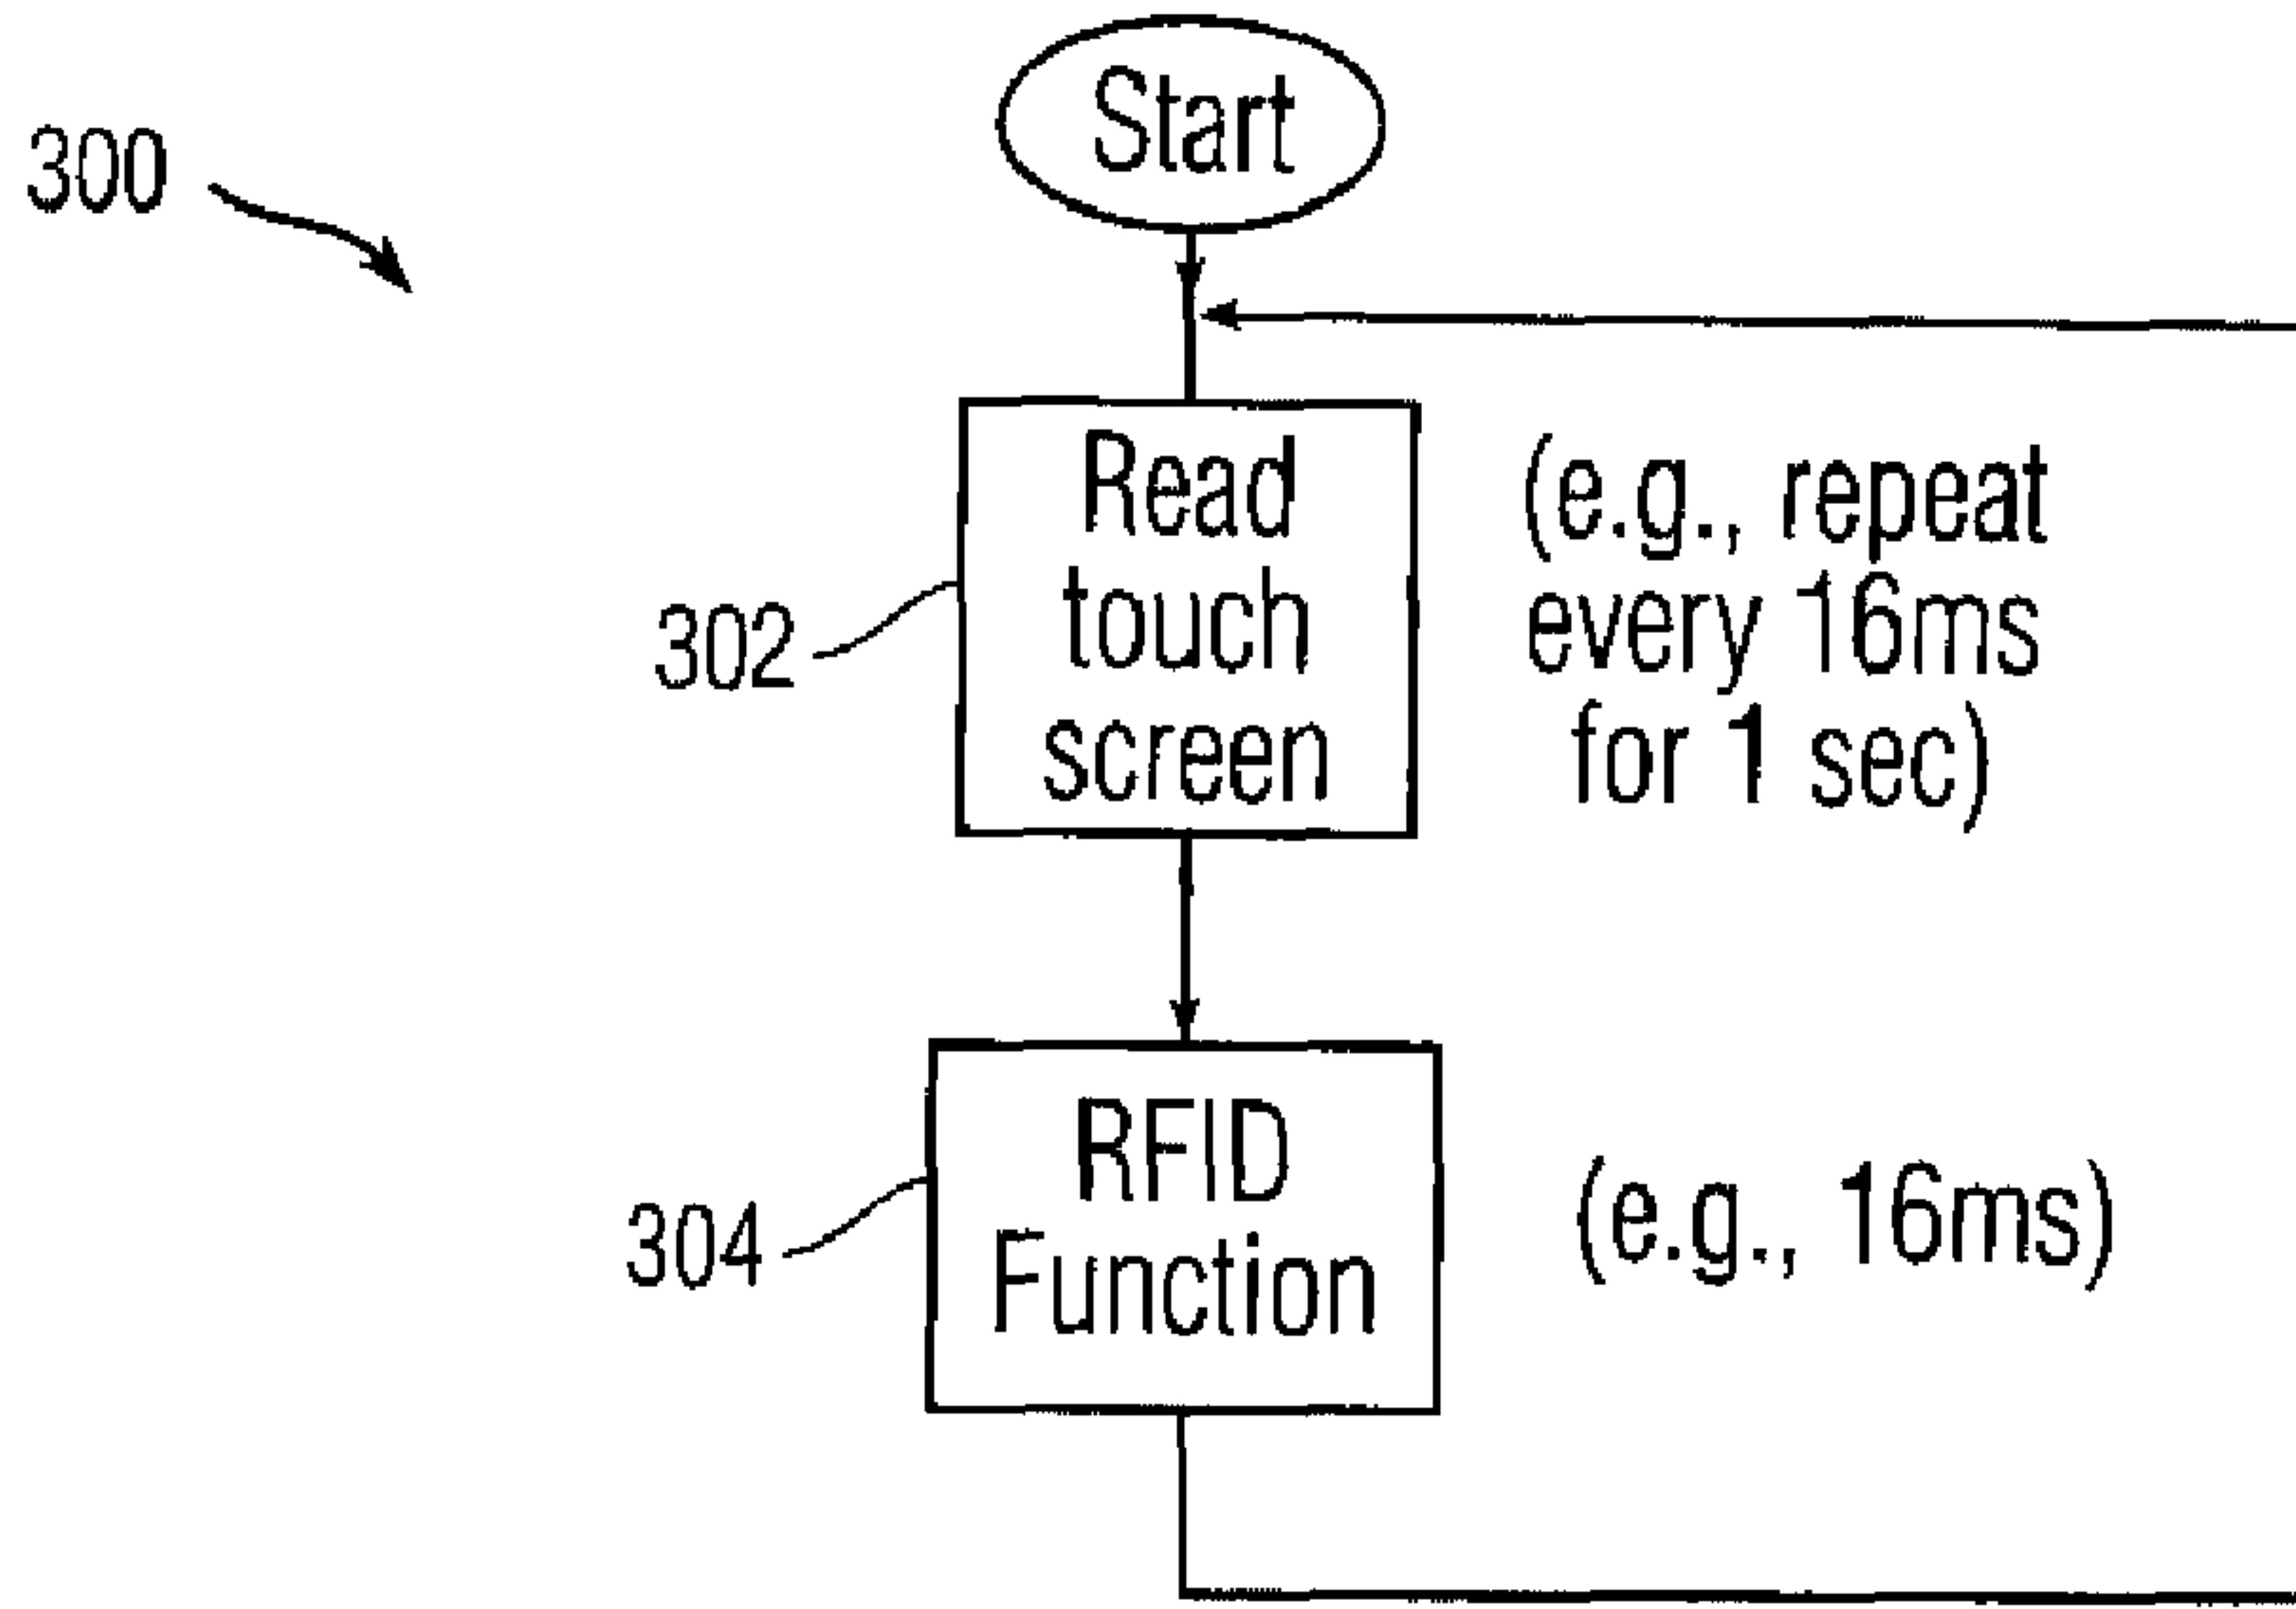 Start
300
Read
touch
screen
(e.g., repeat
every 16ms
for 1 sec)
302
RFID
Function
(e.g., 16ms)
304